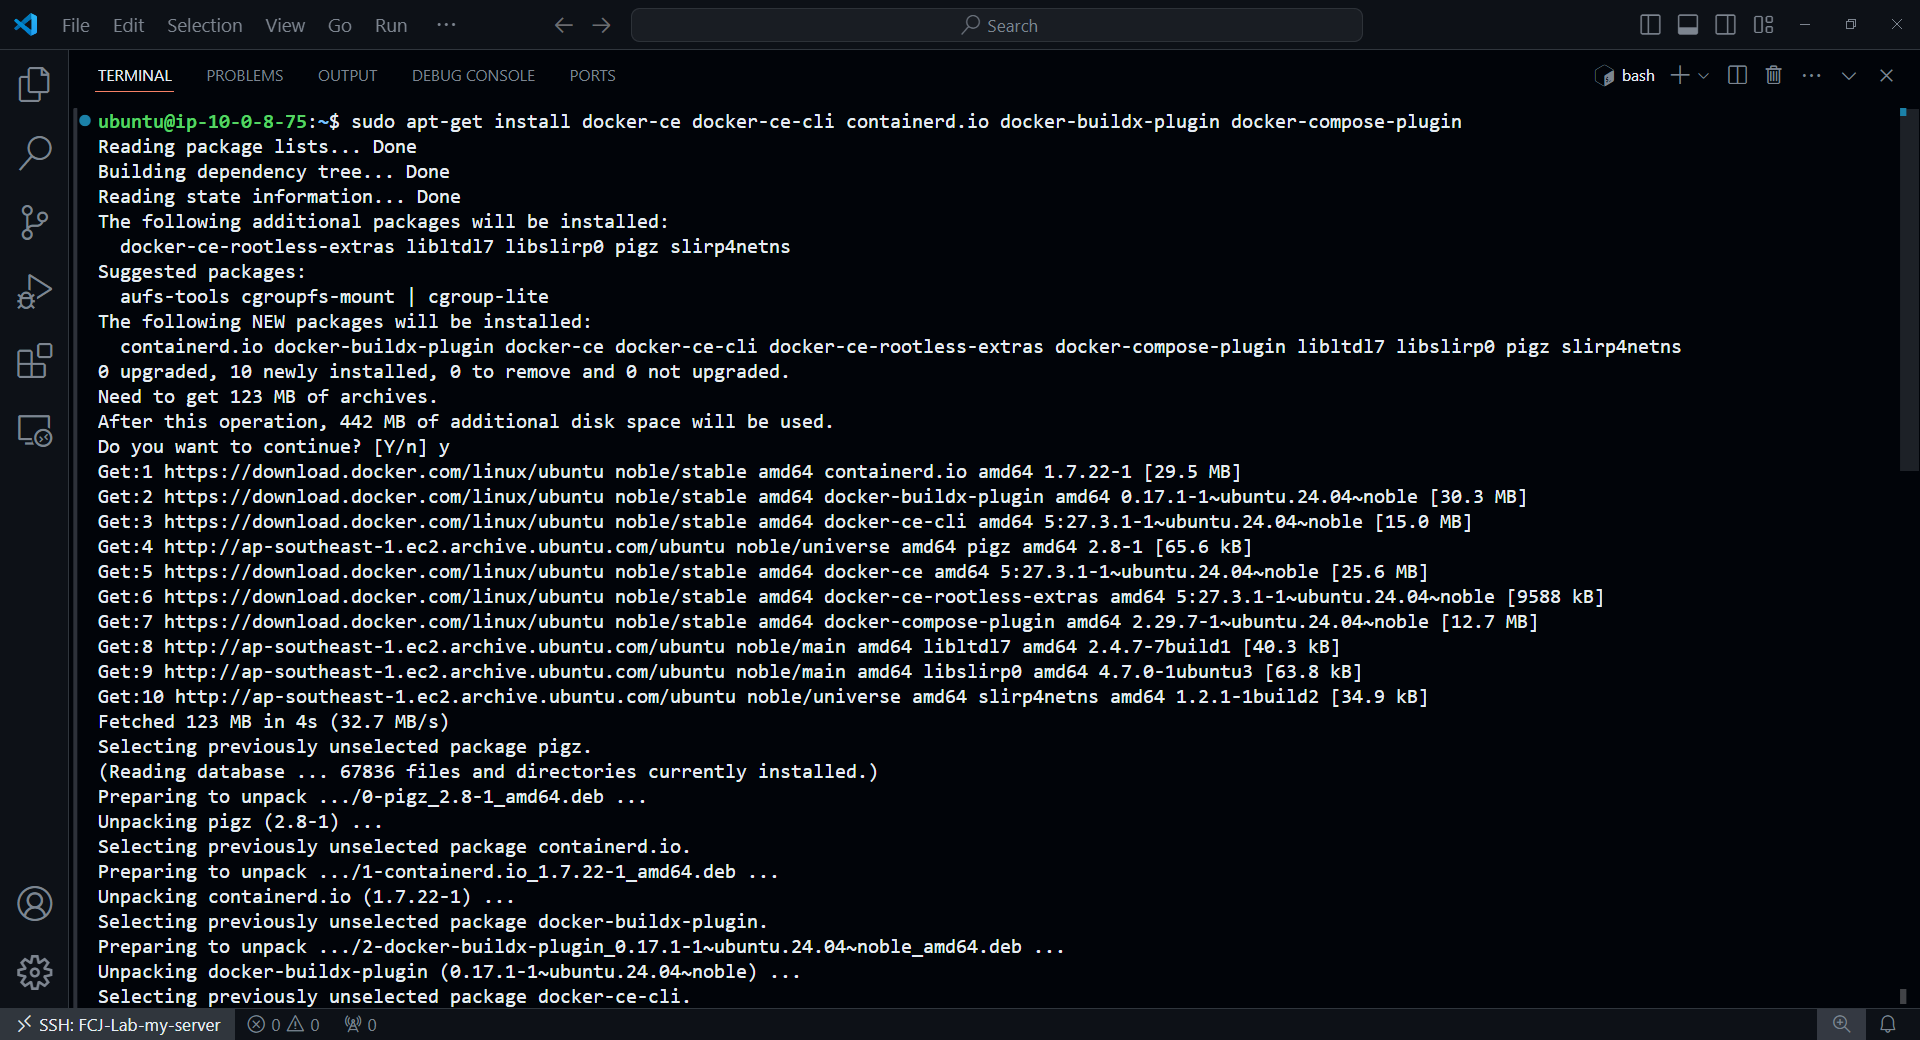 File Edit Selection View Go Run ··· Search
TERMINAL PROBLEMS OUTPUT DEBUG CONSOLE PORTS bash
ubuntu@ip-10-0-8-75:~$ sudo apt-get install docker-ce docker-ce-cli containerd.io docker-buildx-plugin docker-compose-plugin
Reading package lists... Done
Building dependency tree... Done
Reading state information... Done
The following additional packages will be installed:
  docker-ce-rootless-extras libltdl7 libslirp0 pigz slirp4netns
Suggested packages:
  aufs-tools cgroupfs-mount | cgroup-lite
The following NEW packages will be installed:
  containerd.io docker-buildx-plugin docker-ce docker-ce-cli docker-ce-rootless-extras docker-compose-plugin libltdl7 libslirp0 pigz slirp4netns
0 upgraded, 10 newly installed, 0 to remove and 0 not upgraded.
Need to get 123 MB of archives.
After this operation, 442 MB of additional disk space will be used.
Do you want to continue? [Y/n] y
Get:1 https://download.docker.com/linux/ubuntu noble/stable amd64 containerd.io amd64 1.7.22-1 [29.5 MB]
Get:2 https://download.docker.com/linux/ubuntu noble/stable amd64 docker-buildx-plugin amd64 0.17.1-1~ubuntu.24.04~noble [30.3 MB]
Get:3 https://download.docker.com/linux/ubuntu noble/stable amd64 docker-ce-cli amd64 5:27.3.1-1~ubuntu.24.04~noble [15.0 MB]
Get:4 http://ap-southeast-1.ec2.archive.ubuntu.com/ubuntu noble/universe amd64 pigz amd64 2.8-1 [65.6 kB]
Get:5 https://download.docker.com/linux/ubuntu noble/stable amd64 docker-ce amd64 5:27.3.1-1~ubuntu.24.04~noble [25.6 MB]
Get:6 https://download.docker.com/linux/ubuntu noble/stable amd64 docker-ce-rootless-extras amd64 5:27.3.1-1~ubuntu.24.04~noble [9588 kB]
Get:7 https://download.docker.com/linux/ubuntu noble/stable amd64 docker-compose-plugin amd64 2.29.7-1~ubuntu.24.04~noble [12.7 MB]
Get:8 http://ap-southeast-1.ec2.archive.ubuntu.com/ubuntu noble/main amd64 libltdl7 amd64 2.4.7-7build1 [40.3 kB]
Get:9 http://ap-southeast-1.ec2.archive.ubuntu.com/ubuntu noble/main amd64 libslirp0 amd64 4.7.0-1ubuntu3 [63.8 kB]
Get:10 http://ap-southeast-1.ec2.archive.ubuntu.com/ubuntu noble/universe amd64 slirp4netns amd64 1.2.1-1build2 [34.9 kB]
Fetched 123 MB in 4s (32.7 MB/s)
Selecting previously unselected package pigz.
(Reading database ... 67836 files and directories currently installed.)
Preparing to unpack .../0-pigz_2.8-1_amd64.deb ...
Unpacking pigz (2.8-1) ...
Selecting previously unselected package containerd.io.
Preparing to unpack .../1-containerd.io_1.7.22-1_amd64.deb ...
Unpacking containerd.io (1.7.22-1) ...
Selecting previously unselected package docker-buildx-plugin.
Preparing to unpack .../2-docker-buildx-plugin_0.17.1-1~ubuntu.24.04~noble_amd64.deb ...
Unpacking docker-buildx-plugin (0.17.1-1~ubuntu.24.04~noble) ...
Selecting previously unselected package docker-ce-cli.
SSH: FCJ-Lab-my-server 0 0 0